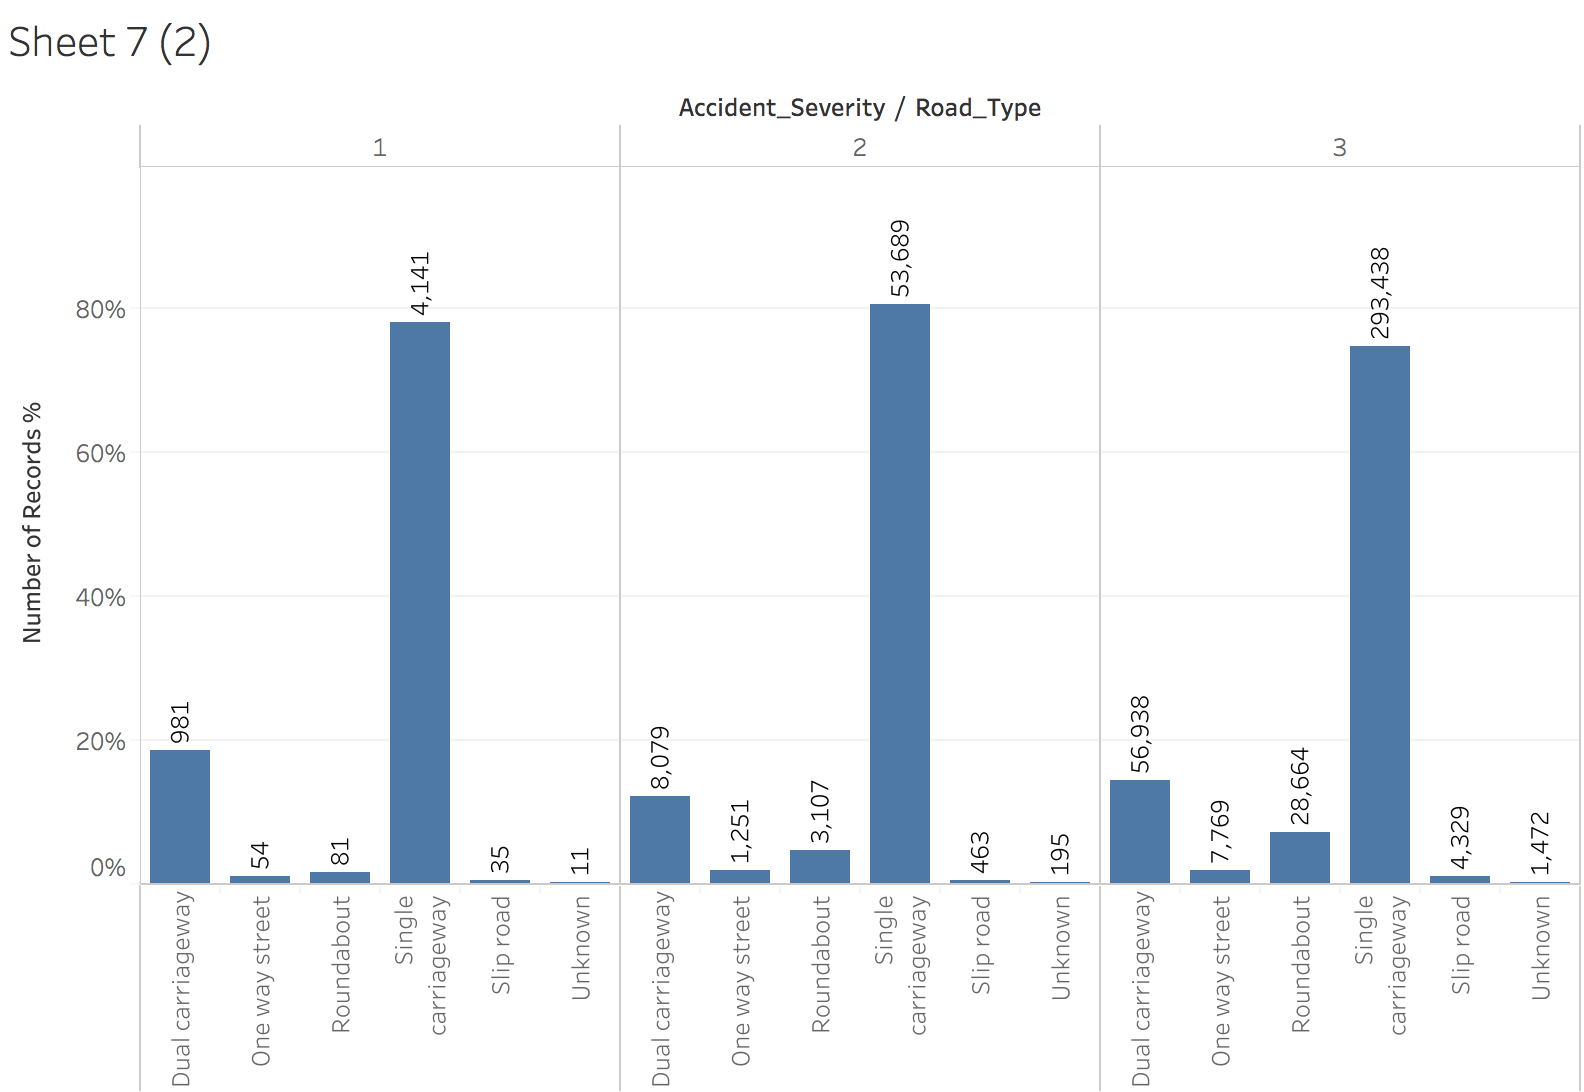 Sheet 7 (2)
Accident_Severity / Road_Type
1
2
3
Number of Records %
80%
60%
40%
20%
0%
981
54
81
4,141
35
11
8,079
1,251
3,107
53,689
463
195
56,938
7,769
28,664
293,438
4,329
1,472
Dual carriageway
One way street
Roundabout
Single
carriageway
Slip road
Unknown
Dual carriageway
One way street
Roundabout
Single
carriageway
Slip road
Unknown
Dual carriageway
One way street
Roundabout
Single
carriageway
Slip road
Unknown